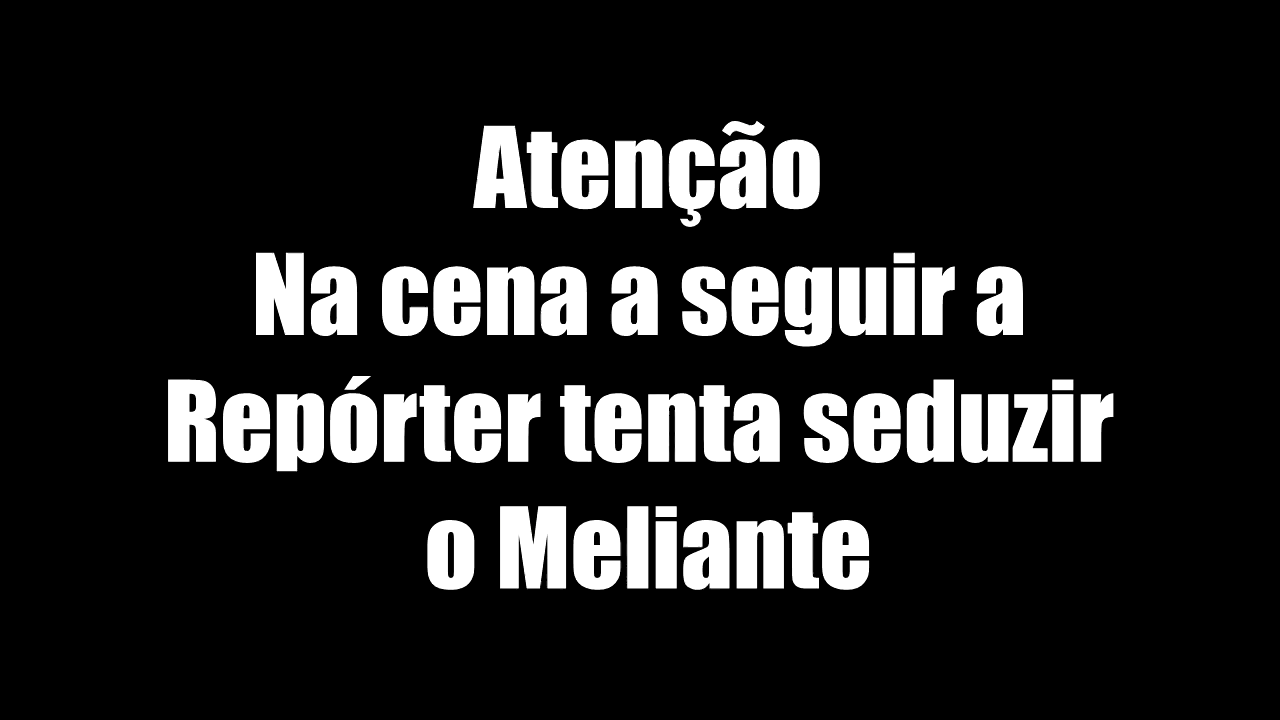 Atenção
Na cena a seguir a
Repórter tenta seduzir
o Meliante